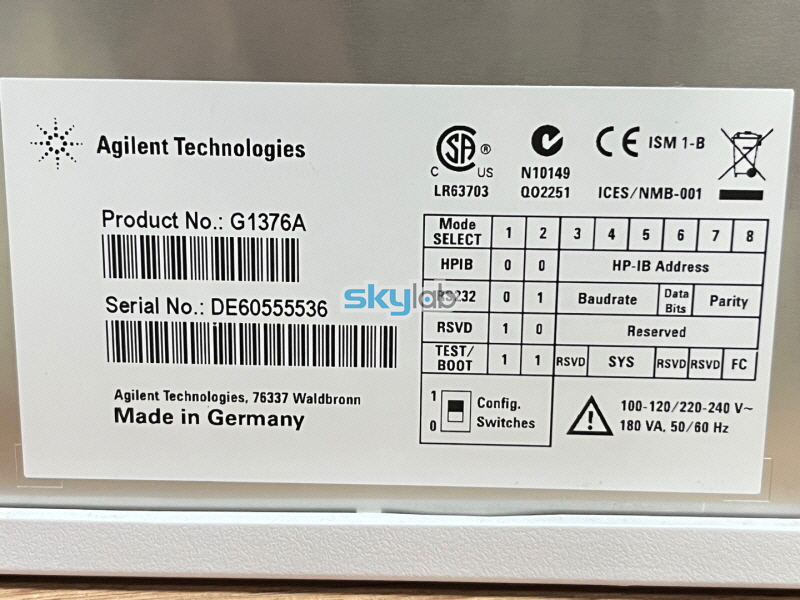 Agilent Technologies
Product No.: G1376A
Serial No.: DE60555536
Agilent Technologies, 76337 Waldbronn
Made in Germany
CSA ®
C US
LR63703
N10149
Q02251
CE ISM 1-B
ICES/NMB-001
Mode SELECT 1 2 3 4 5 6 7 8
HPIB 0 0 HP-IB Address
RS232 0 1 Baudrate Data Bits Parity
RSVD 1 0 Reserved
TEST/BOOT 1 1 RSVD SYS RSVD RSVD FC
1
0
Config.
Switches
100-120/220-240 V~
180 VA, 50/60 Hz
skylab